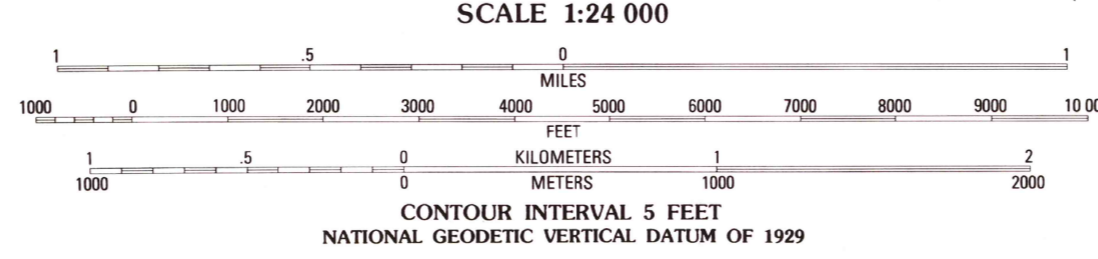 SCALE 1:24 000
1 .5 0 1
MILES
1000 0 1000 2000 3000 4000 5000 6000 7000 8000 9000 10 00
FEET
1 .5 0 KILOMETERS 1 2
1000 0 METERS 1000 2000
CONTOUR INTERVAL 5 FEET
NATIONAL GEODETIC VERTICAL DATUM OF 1929